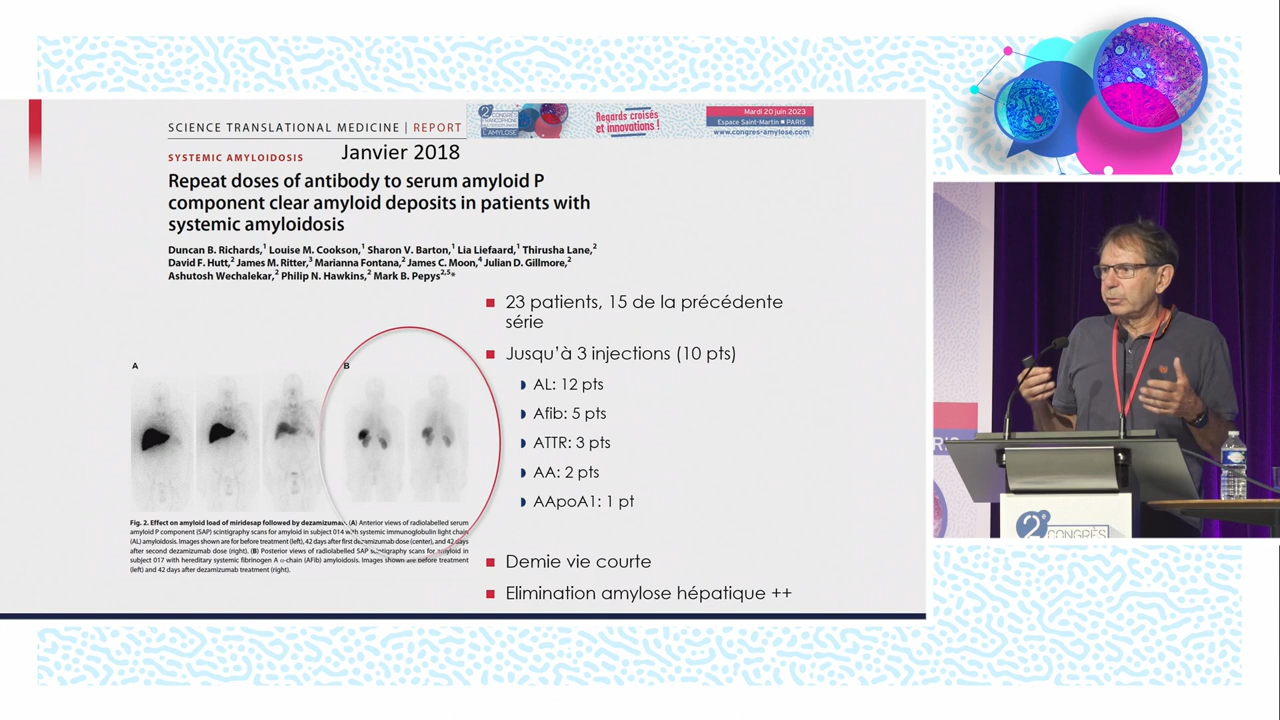 SCIENCE TRANSLATIONAL MEDICINE | REPORT
2e CONGRÈS
FRANCOPHONE
L'AMYLOSE
Regards croisés
et innovations !
Mardi 20 juin 2023
Espace Saint-Martin ■ PARIS
www.congres-amylose.com
SYSTEMIC AMYLOIDOSIS
Janvier 2018
Repeat doses of antibody to serum amyloid P
component clear amyloid deposits in patients with
systemic amyloidosis
Duncan B. Richards,1 Louise M. Cookson,1 Sharon V. Barton,1 Lia Liefaard,1 Thirusha Lane,2
David F. Hutt,2 James M. Ritter,3 Marianna Fontana,2 James C. Moon,4 Julian D. Gillmore,2
Ashutosh Wechalekar,2 Philip N. Hawkins,2 Mark B. Pepys2,5*
■ 23 patients, 15 de la précédente
série
■ Jusqu'à 3 injections (10 pts)
AL: 12 pts
Afib: 5 pts
ATTR: 3 pts
AA: 2 pts
AApoA1: 1 pt
■ Demie vie courte
■ Elimination amylose hépatique ++
A
B
Fig. 2. Effect on amyloid load of miridesap followed by dezamizumab. (A) Anterior views of radiolabelled serum
amyloid P component (SAP) scintigraphy scans for amyloid in subject 014 with systemic immunoglobulin light chain
(AL) amyloidosis. Images shown are for before treatment (left), 42 days after first dezamizumab dose (center), and 42 days
after second dezamizumab dose (right). (B) Posterior views of radiolabelled SAP scintigraphy scans for amyloid in
subject 017 with hereditary systemic fibrinogen A α-chain (AFib) amyloidosis. Images shown are before treatment
(left) and 42 days after dezamizumab treatment (right).
2e
CONGRÈS